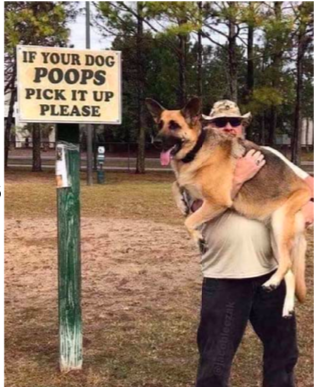 IF YOUR DOG
POOPS
PICK IT UP
PLEASE